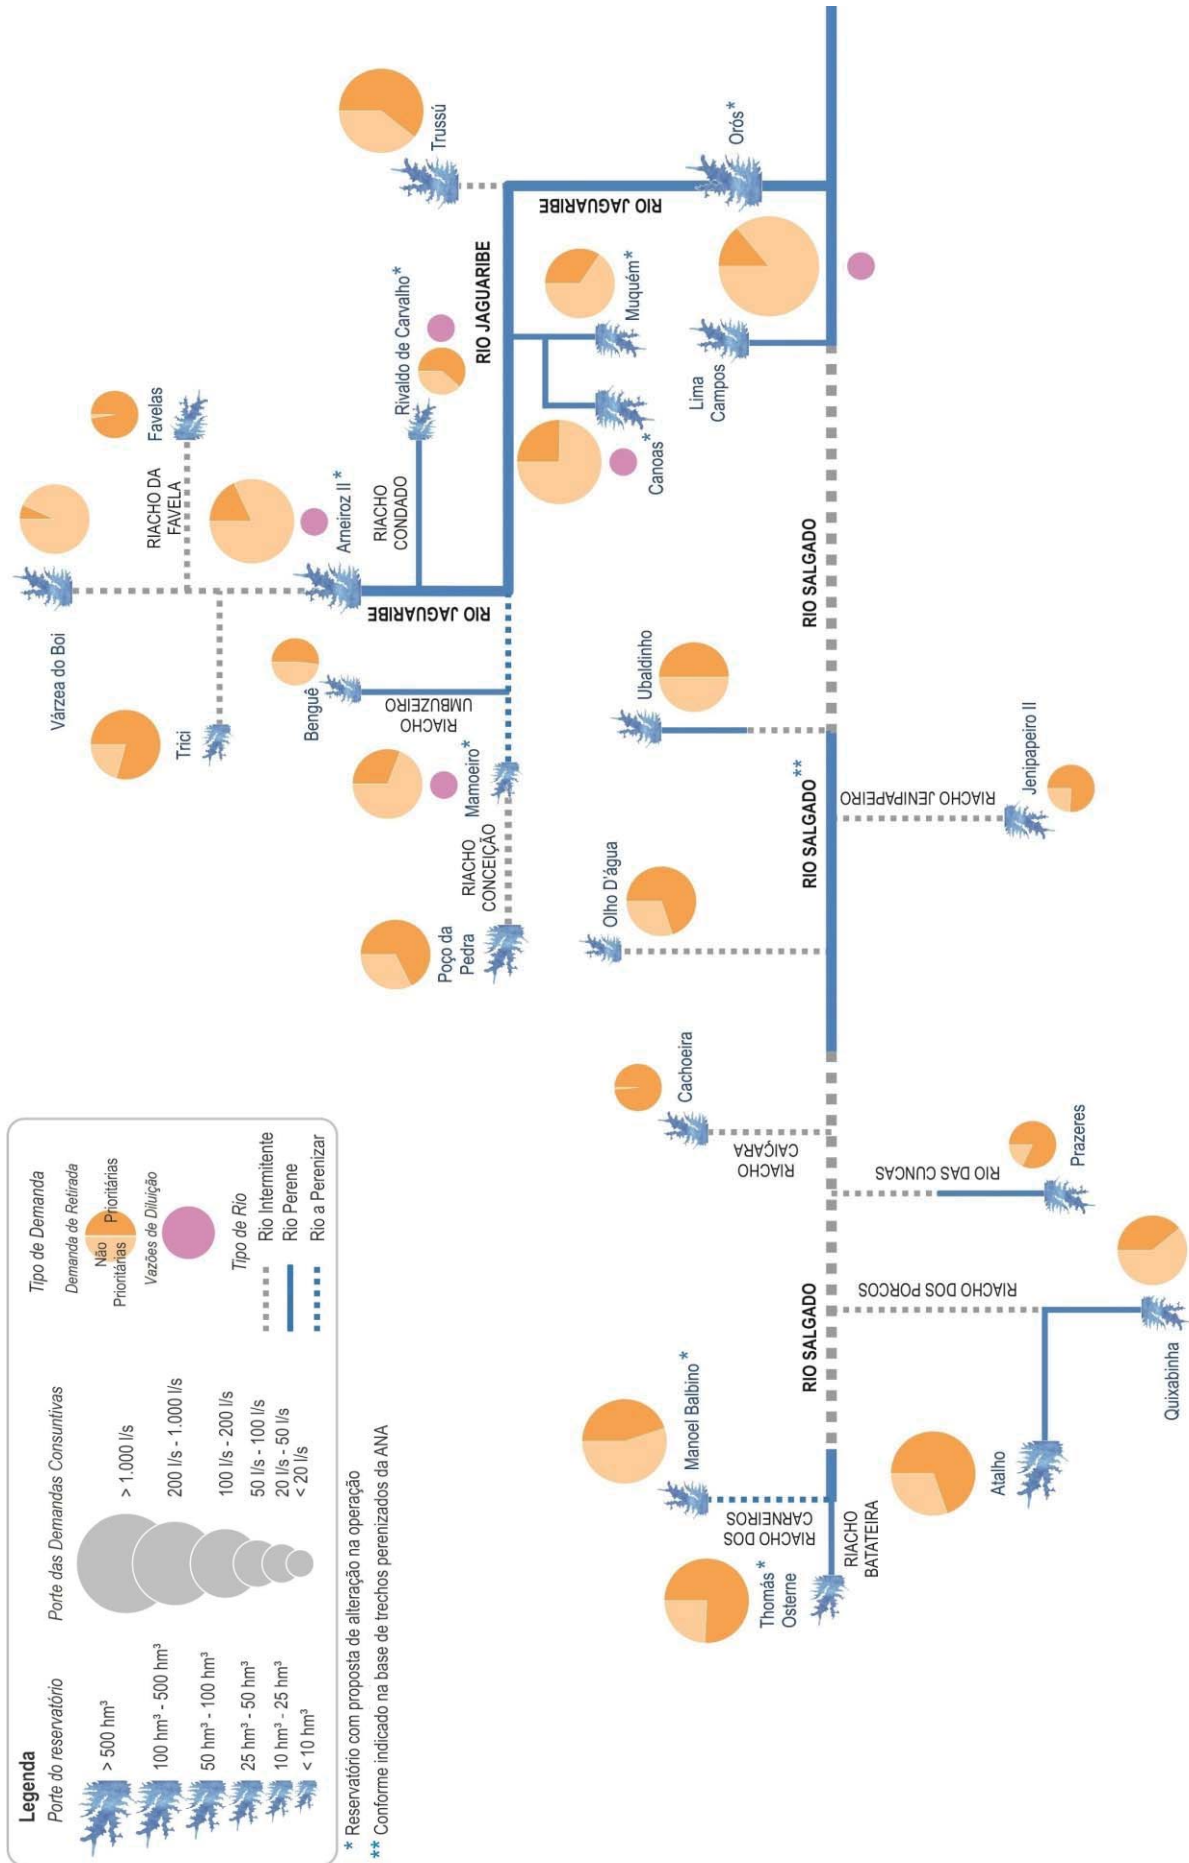 Legenda
Porte do reservatório
> 500 hm³
100 hm³ - 500 hm³
50 hm³ - 100 hm³
25 hm³ - 50 hm³
10 hm³ - 25 hm³
< 10 hm³
Porte das Demandas Consuntivas
> 1.000 l/s
200 l/s - 1.000 l/s
100 l/s - 200 l/s
50 l/s - 100 l/s
20 l/s - 50 l/s
< 20 l/s
Tipo de Demanda
Demanda de Retirada
Não
Prioritárias
Prioritárias
Vazões de Diluição
Tipo de Rio
Rio Intermitente
Rio Perene
Rio a Perenizar
* Reservatório com proposta de alteração na operação
** Conforme indicado na base de trechos perenizados da ANA
Várzea do Boi
Favelas
RIACHO DA
FAVELA
Trici
Arneiroz II*
RIO JAGUARIBE
RIACHO
CONDADO
Rivaldo de Carvalho*
Benguê
RIACHO
UMBUZEIRO
Mamoeiro*
RIACHO
CONCEIÇÃO
Poço da
Pedra
RIO JAGUARIBE
Trussú
Muquém*
Canoas*
RIO JAGUARIBE
Orós*
Lima
Campos
RIO SALGADO
Ubaldinho
RIO SALGADO**
Olho D'água
RIACHO JENIPAPEIRO
Jenipapeiro II
Cachoeira
RIACHO
CAIÇARA
RIO DAS CUNCAS
Prazeres
RIO SALGADO
RIACHO DOS PORCOS
Quixabinha
Atalho
Manoel Balbino*
RIACHO DOS
CARNEIROS
Thomás*
Osterne
RIACHO
BATATEIRA